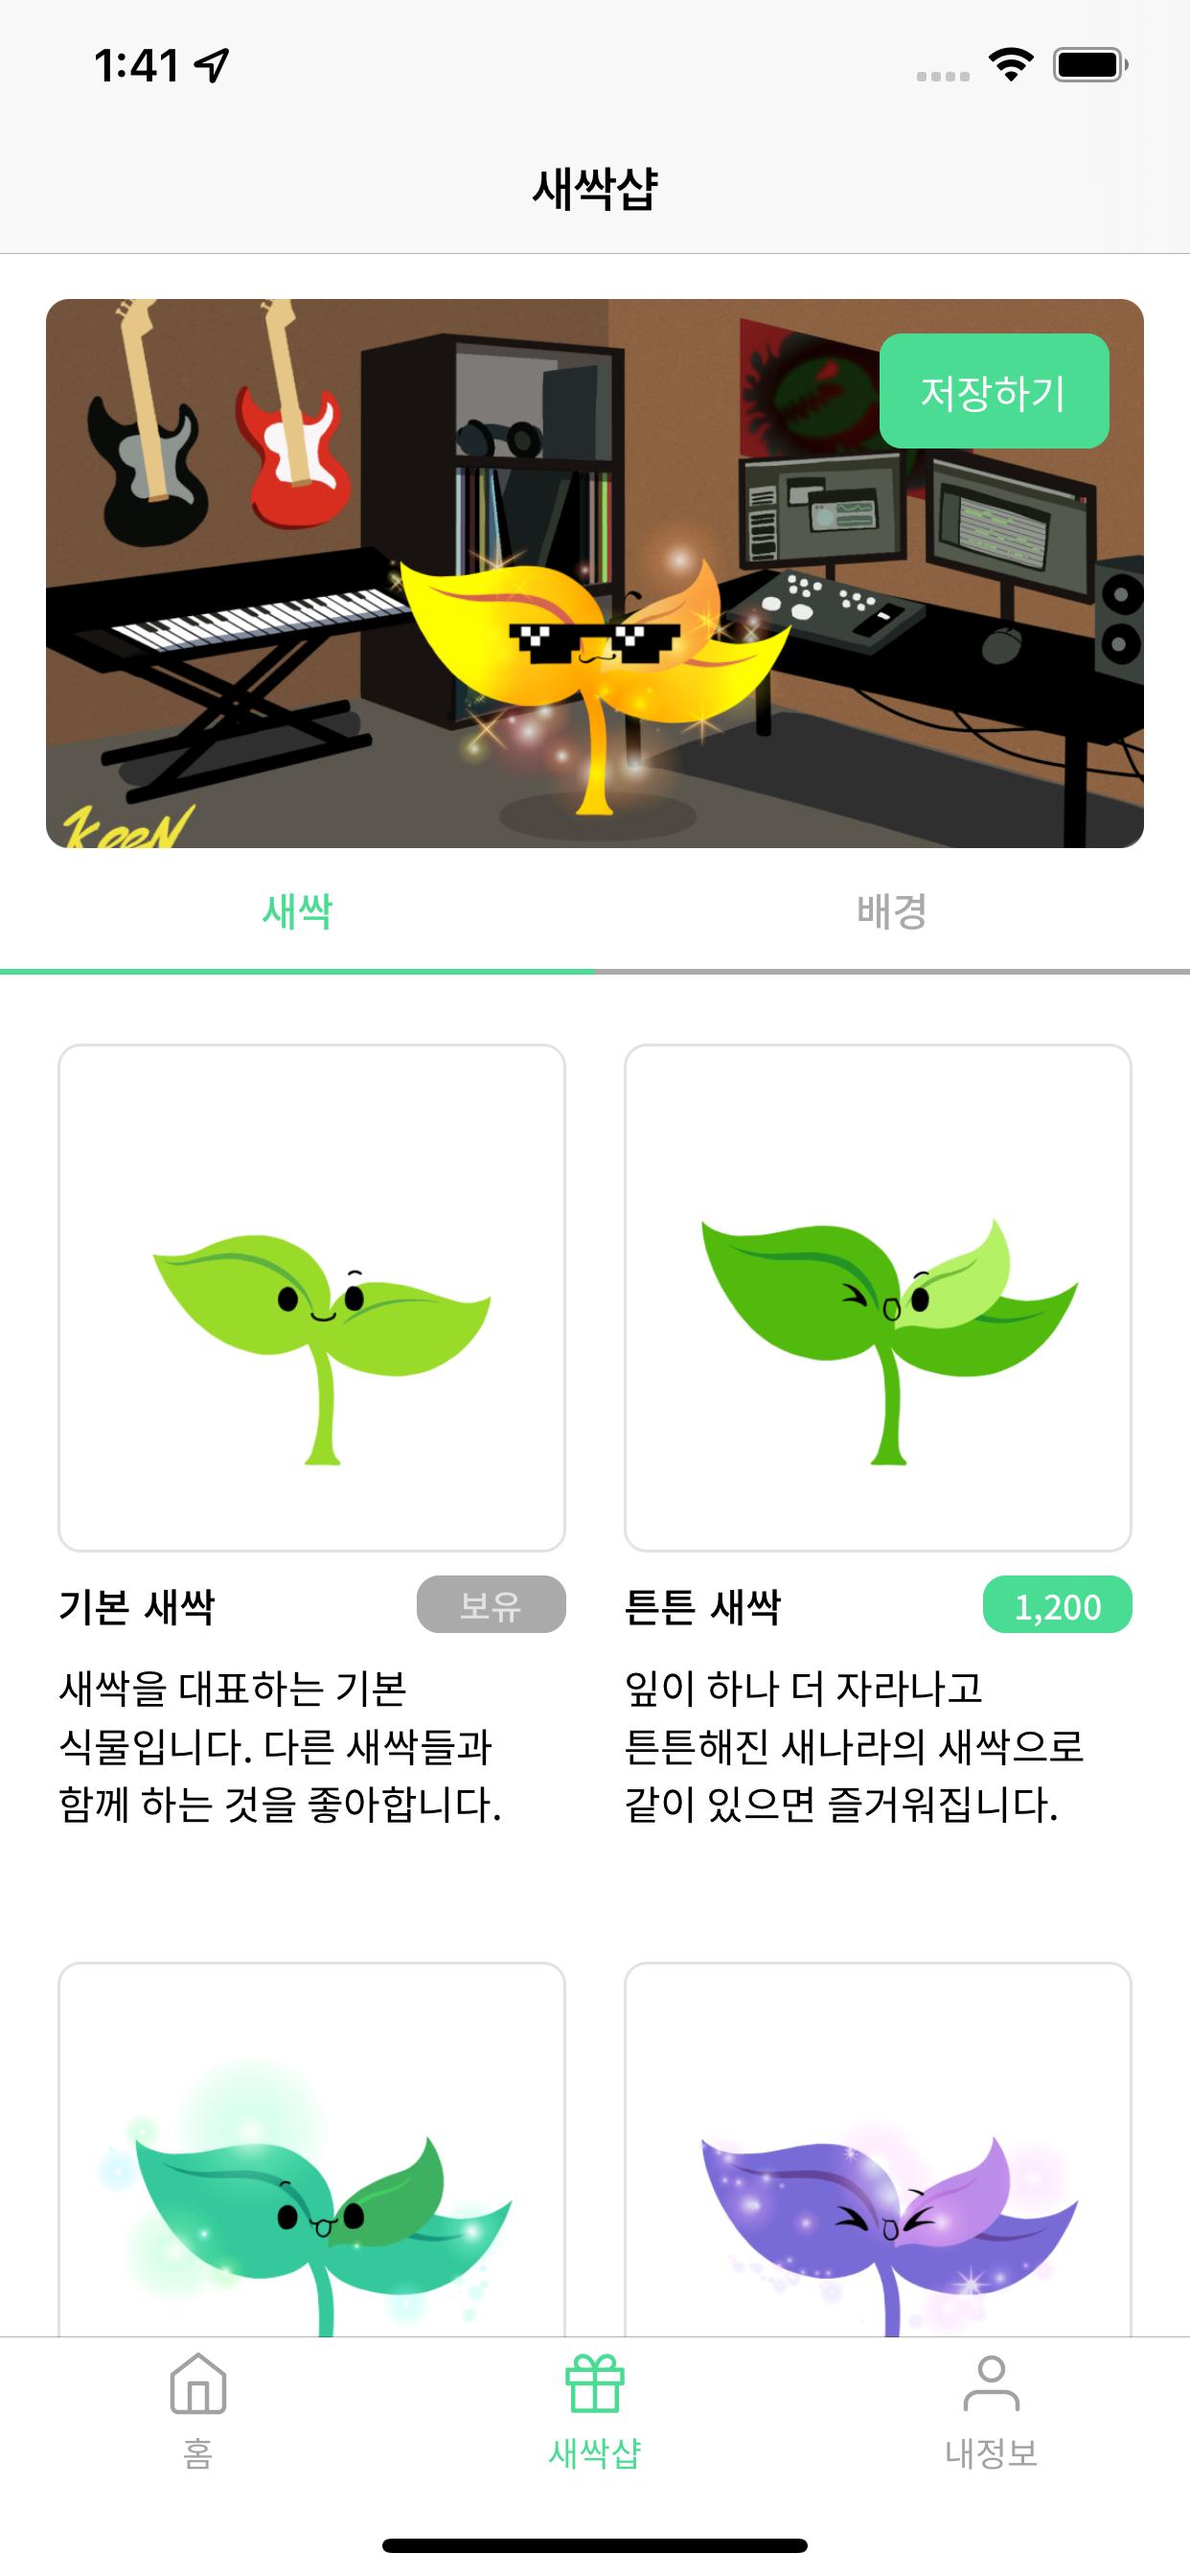 1:41
새싹샵
저장하기
KeeN
새싹
배경
기본 새싹
보유
새싹을 대표하는 기본
식물입니다. 다른 새싹들과
함께 하는 것을 좋아합니다.
튼튼 새싹
1,200
잎이 하나 더 자라나고
튼튼해진 새나라의 새싹으로
같이 있으면 즐거워집니다.
홈
새싹샵
내정보